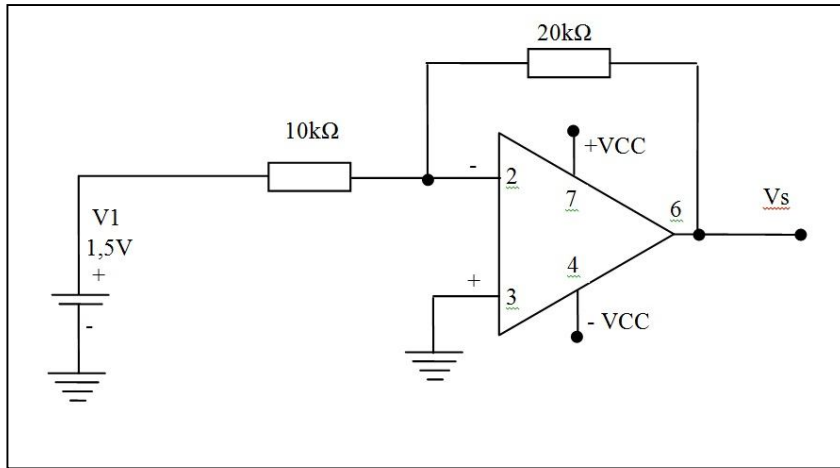 20kΩ
10kΩ
+VCC
-
2
7
6
Vs
V1
1,5V
+
-
+
3
4
- VCC